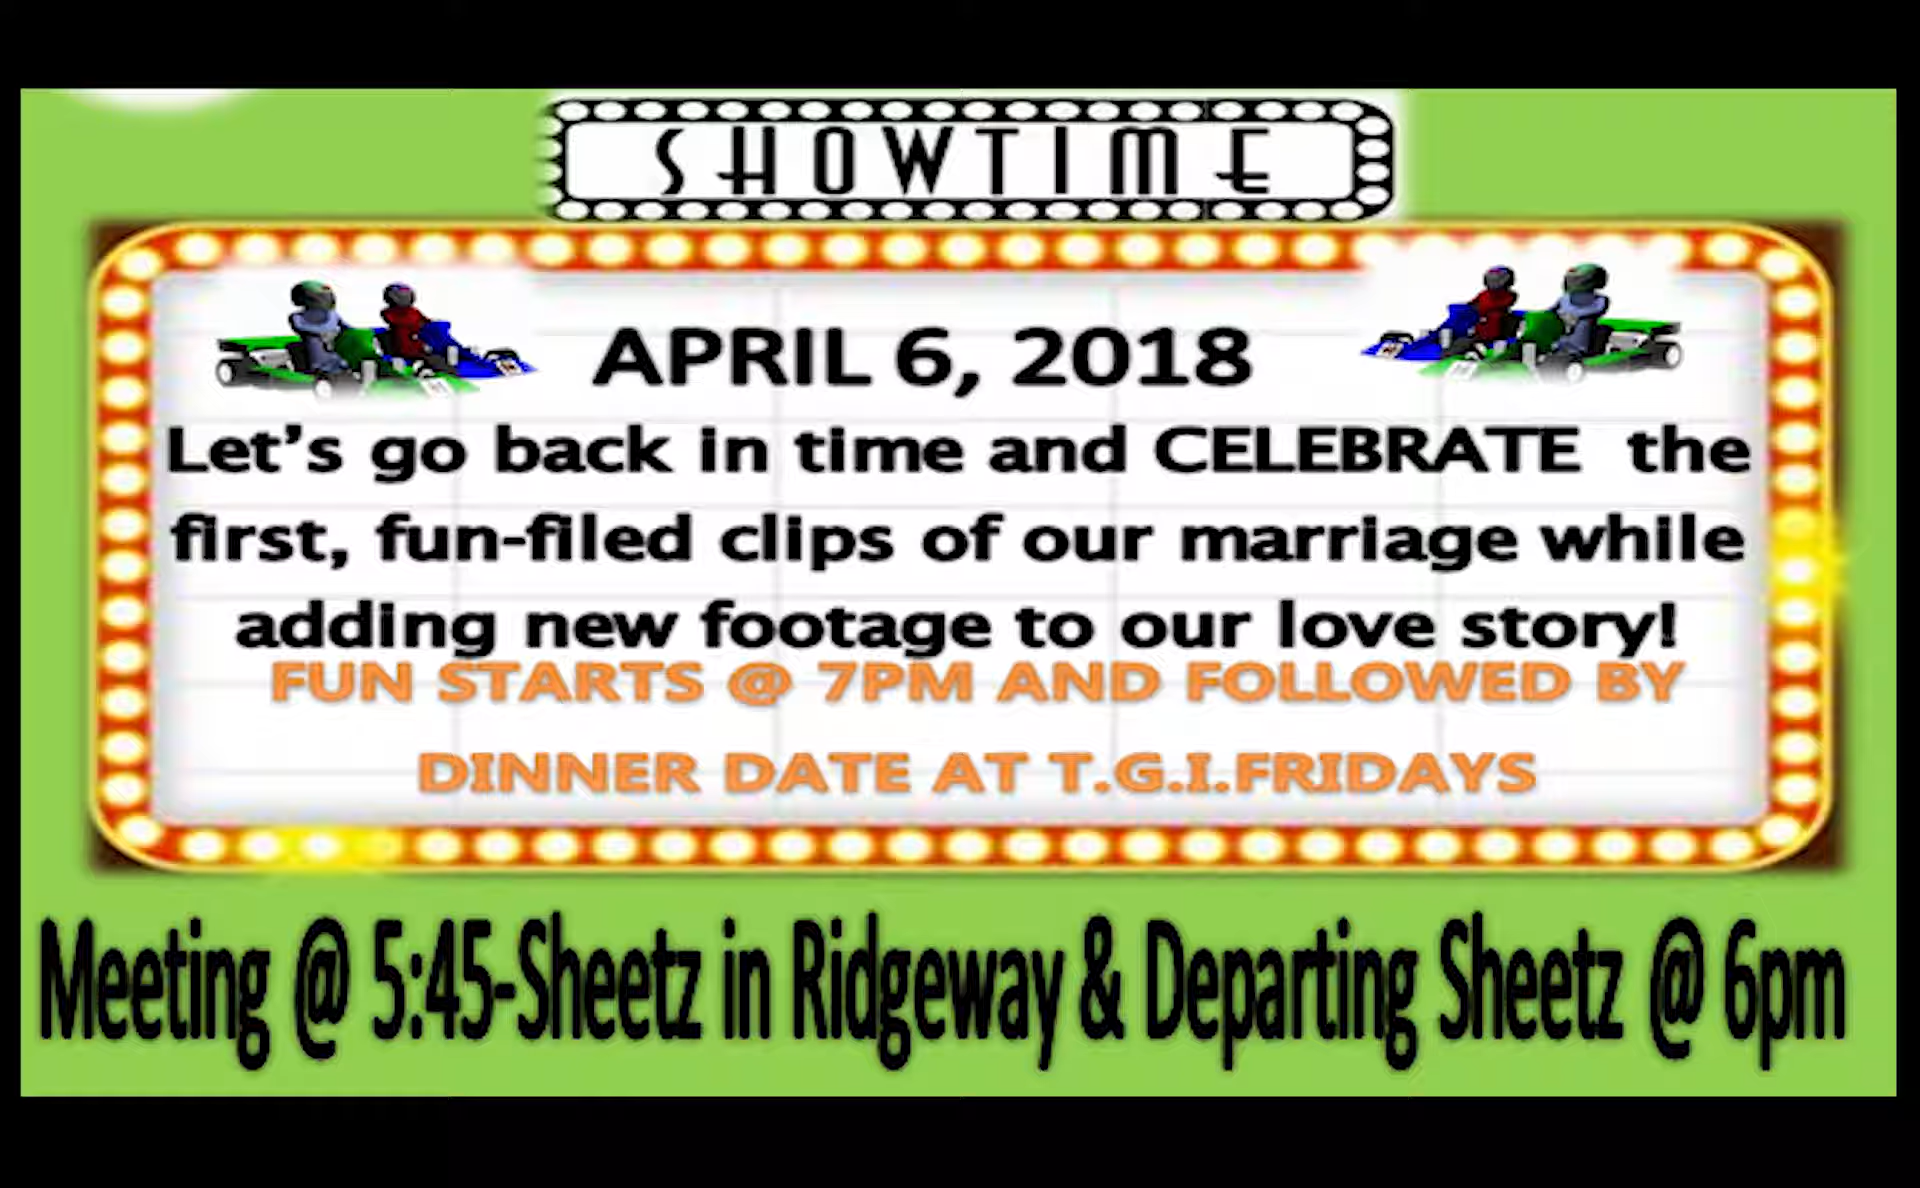 SHOWTIME
APRIL 6, 2018
Let's go back in time and CELEBRATE the
first, fun-filed clips of our marriage while
adding new footage to our love story!
FUN STARTS @ 7PM AND FOLLOWED BY
DINNER DATE AT T.G.I.FRIDAYS
Meeting @ 5:45-Sheetz in Ridgeway & Departing Sheetz @ 6pm